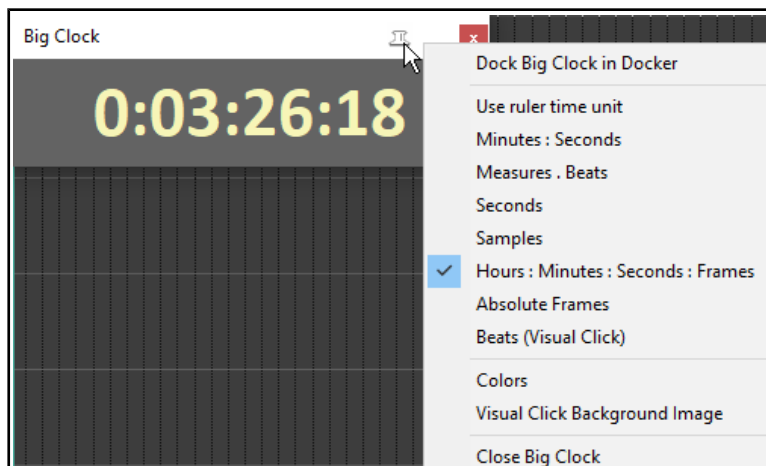 Big Clock
x
0:03:26:18
Dock Big Clock in Docker
Use ruler time unit
Minutes : Seconds
Measures . Beats
Seconds
Samples
Hours : Minutes : Seconds : Frames
Absolute Frames
Beats (Visual Click)
Colors
Visual Click Background Image
Close Big Clock